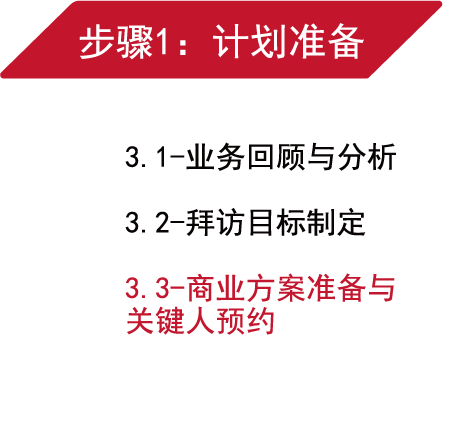 步骤1：计划准备
3.1-业务回顾与分析
3.2-拜访目标制定
3.3-商业方案准备与
关键人预约